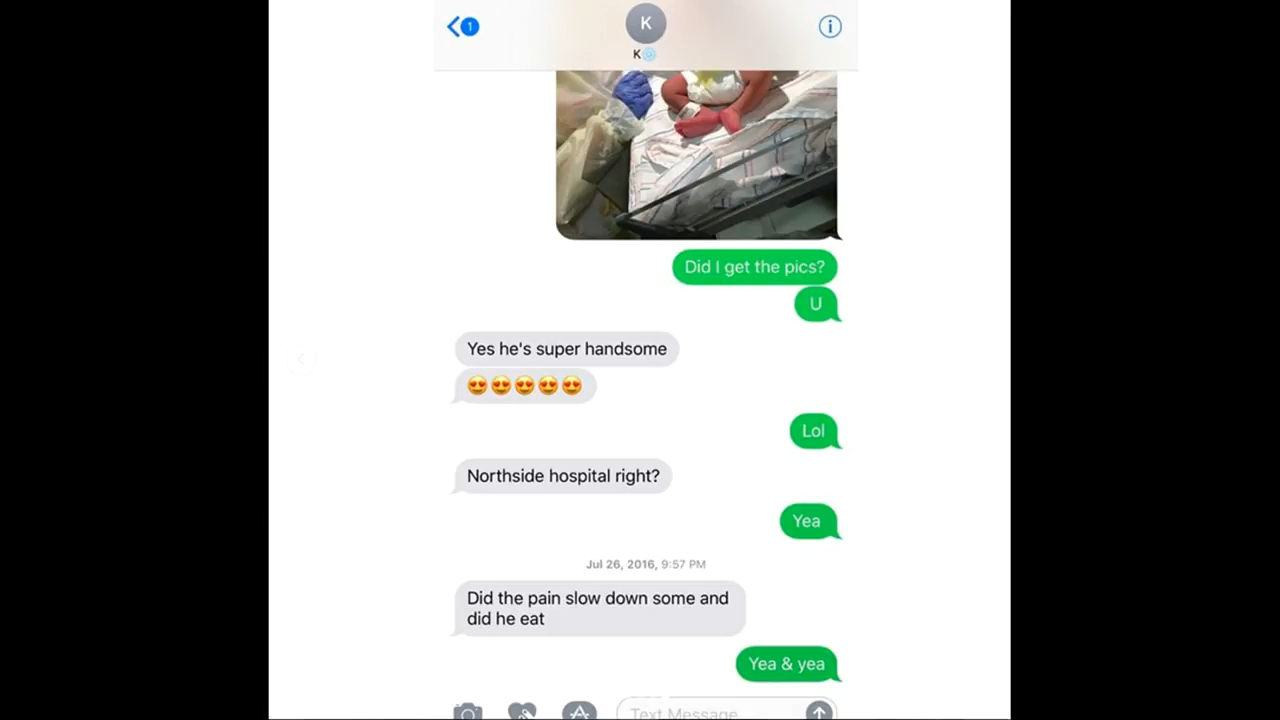 1
K
K
Did I get the pics?
U
Yes he's super handsome
😍😍😍😍😍
Lol
Northside hospital right?
Yea
Jul 26, 2016, 9:57 PM
Did the pain slow down some and
did he eat
Yea & yea
Text Message